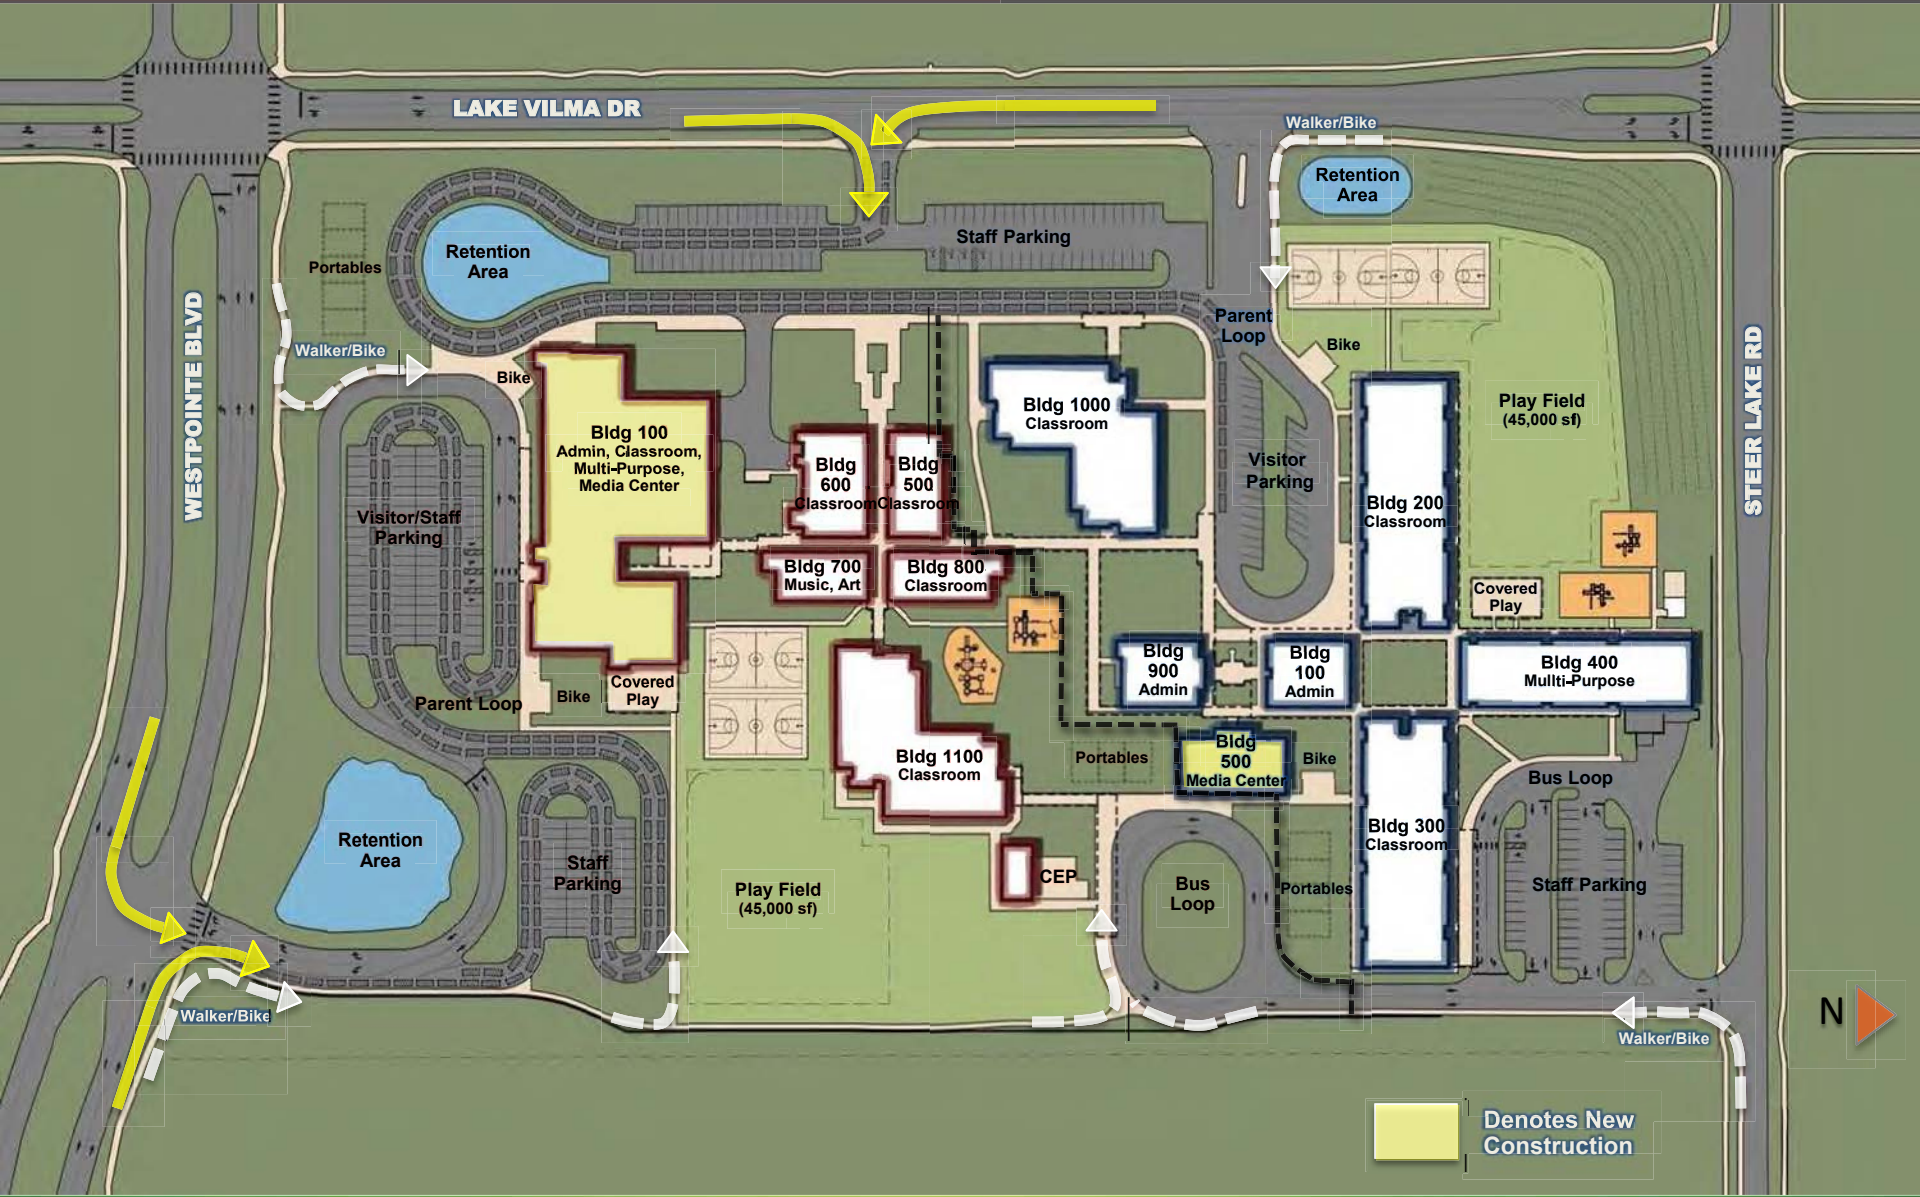 LAKE VILMA DR
Walker/Bike
Retention
Area
Staff Parking
Retention
Area
Portables
WESTPOINTE BLVD
Parent
Loop
STEER LAKE RD
Walker/Bike
Bike
Bike
Bldg 100
Admin, Classroom,
Multi-Purpose,
Media Center
Bldg 1000
Classroom
Play Field
(45,000 sf)
Bldg
600
Classroom
Bldg
500
Classroom
Visitor
Parking
Bldg 200
Classroom
Visitor/Staff
Parking
Bldg 700
Music, Art
Bldg 800
Classroom
Covered
Play
Bldg
900
Admin
Bldg
100
Admin
Bldg 400
Mullti-Purpose
Parent Loop
Bike
Covered
Play
Bldg 1100
Classroom
Portables
Bldg
500
Media Center
Bike
Bus Loop
Retention
Area
Staff
Parking
Play Field
(45,000 sf)
CEP
Bus
Loop
Portables
Bldg 300
Classroom
Staff Parking
Walker/Bike
Walker/Bike
N
Denotes New
Construction